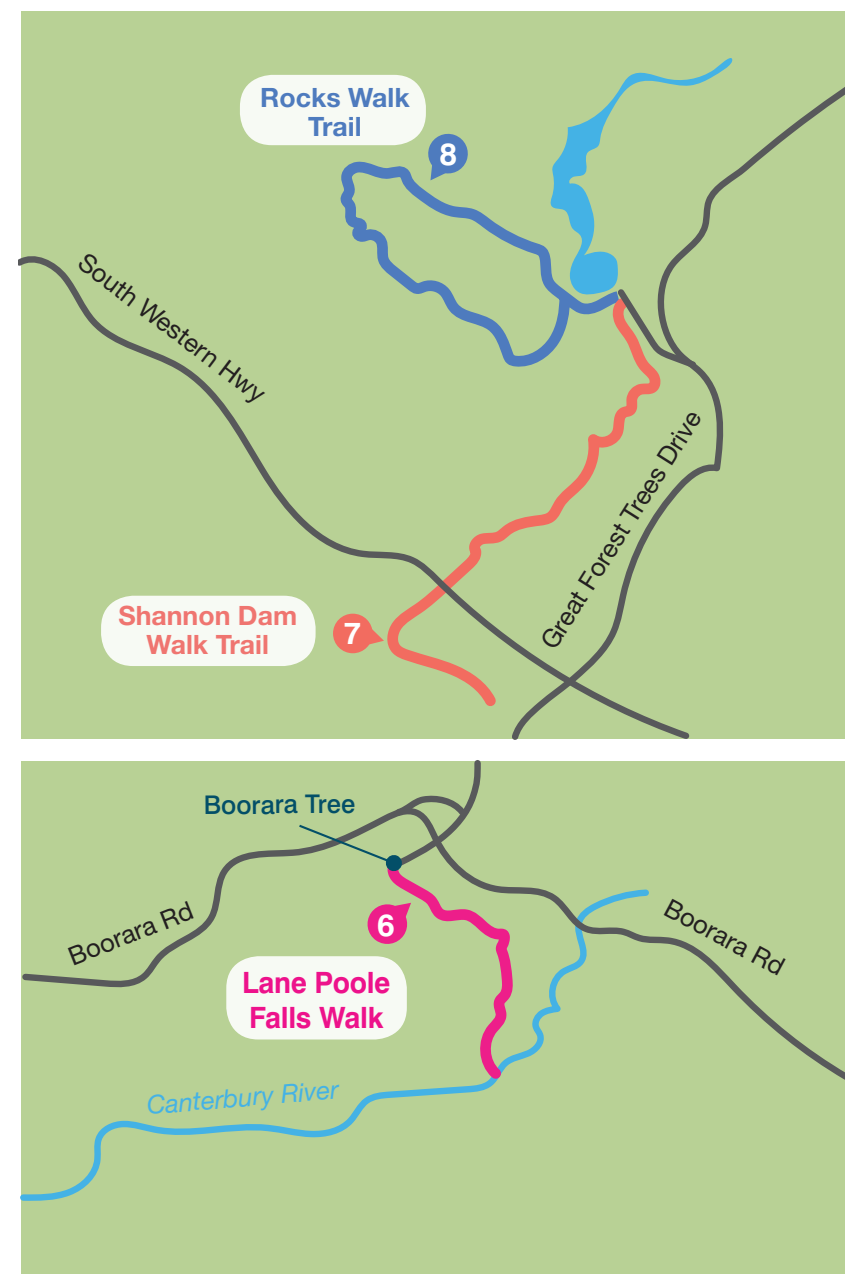 Rocks Walk
Trail
8
South Western Hwy
Great Forest Trees Drive
Shannon Dam
Walk Trail
7
Boorara Tree
Boorara Rd
6
Boorara Rd
Lane Poole
Falls Walk
Canterbury River